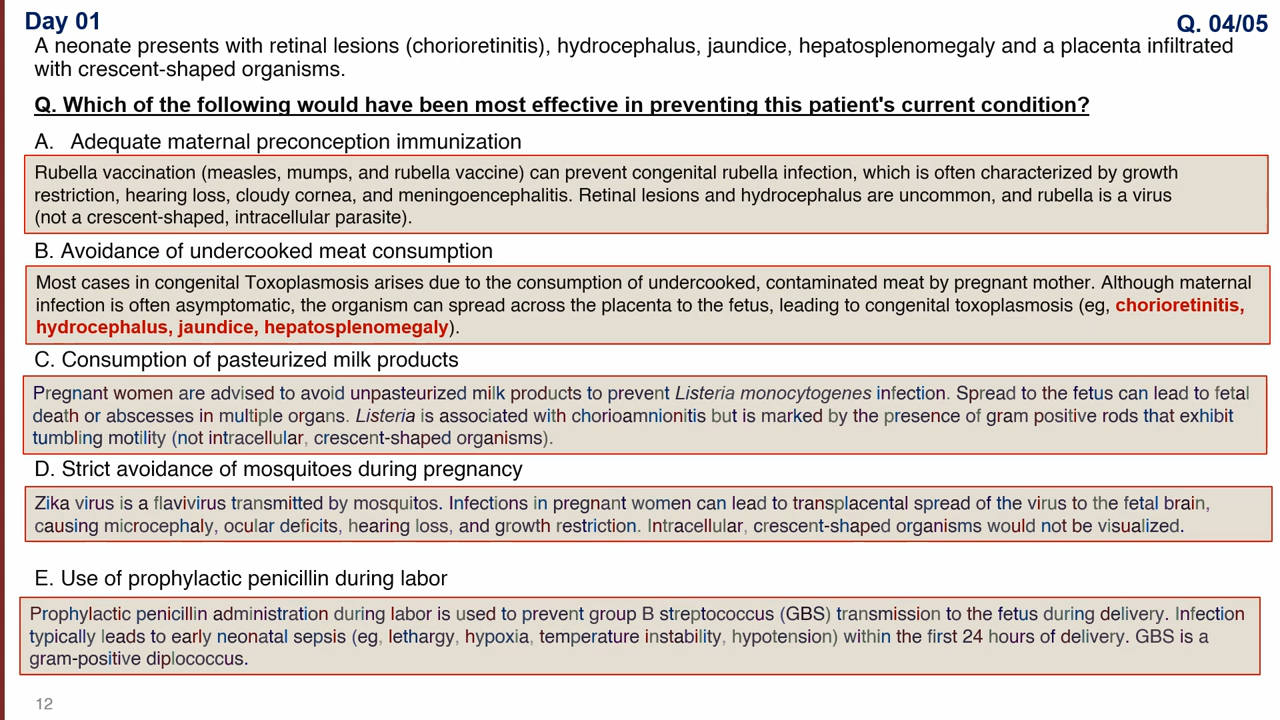 Day 01
Q. 04/05
A neonate presents with retinal lesions (chorioretinitis), hydrocephalus, jaundice, hepatosplenomegaly and a placenta infiltrated
with crescent-shaped organisms.
Q. Which of the following would have been most effective in preventing this patient's current condition?
A. Adequate maternal preconception immunization
Rubella vaccination (measles, mumps, and rubella vaccine) can prevent congenital rubella infection, which is often characterized by growth
restriction, hearing loss, cloudy cornea, and meningoencephalitis. Retinal lesions and hydrocephalus are uncommon, and rubella is a virus
(not a crescent-shaped, intracellular parasite).
B. Avoidance of undercooked meat consumption
Most cases in congenital Toxoplasmosis arises due to the consumption of undercooked, contaminated meat by pregnant mother. Although maternal
infection is often asymptomatic, the organism can spread across the placenta to the fetus, leading to congenital toxoplasmosis (eg, chorioretinitis,
hydrocephalus, jaundice, hepatosplenomegaly).
C. Consumption of pasteurized milk products
Pregnant women are advised to avoid unpasteurized milk products to prevent Listeria monocytogenes infection. Spread to the fetus can lead to fetal
death or abscesses in multiple organs. Listeria is associated with chorioamnionitis but is marked by the presence of gram positive rods that exhibit
tumbling motility (not intracellular, crescent-shaped organisms).
D. Strict avoidance of mosquitoes during pregnancy
Zika virus is a flavivirus transmitted by mosquitos. Infections in pregnant women can lead to transplacental spread of the virus to the fetal brain,
causing microcephaly, ocular deficits, hearing loss, and growth restriction. Intracellular, crescent-shaped organisms would not be visualized.
E. Use of prophylactic penicillin during labor
Prophylactic penicillin administration during labor is used to prevent group B streptococcus (GBS) transmission to the fetus during delivery. Infection
typically leads to early neonatal sepsis (eg, lethargy, hypoxia, temperature instability, hypotension) within the first 24 hours of delivery. GBS is a
gram-positive diplococcus.
12